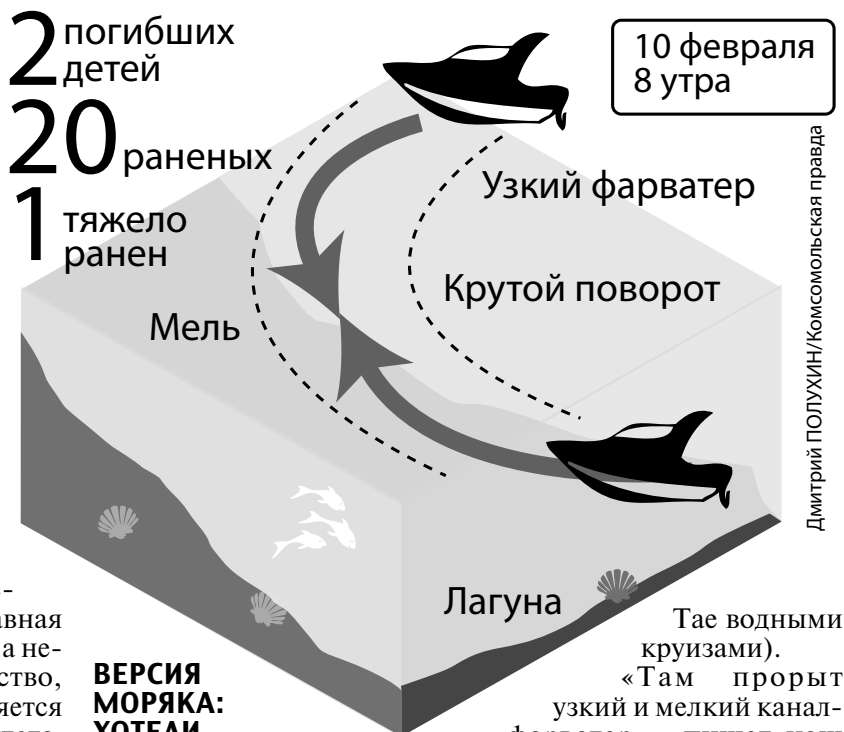 2 погибших
детей
20 раненых
1 тяжело
ранен
10 февраля
8 утра
Узкий фарватер
Крутой поворот
Мель
Лагуна
Дмитрий ПОЛУХИН/Комсомольская правда
ВЕРСИЯ
МОРЯКА:
ХОТЕЛИ
Тае водными
круизами).
«Там прорыт
узкий и мелкий канал-